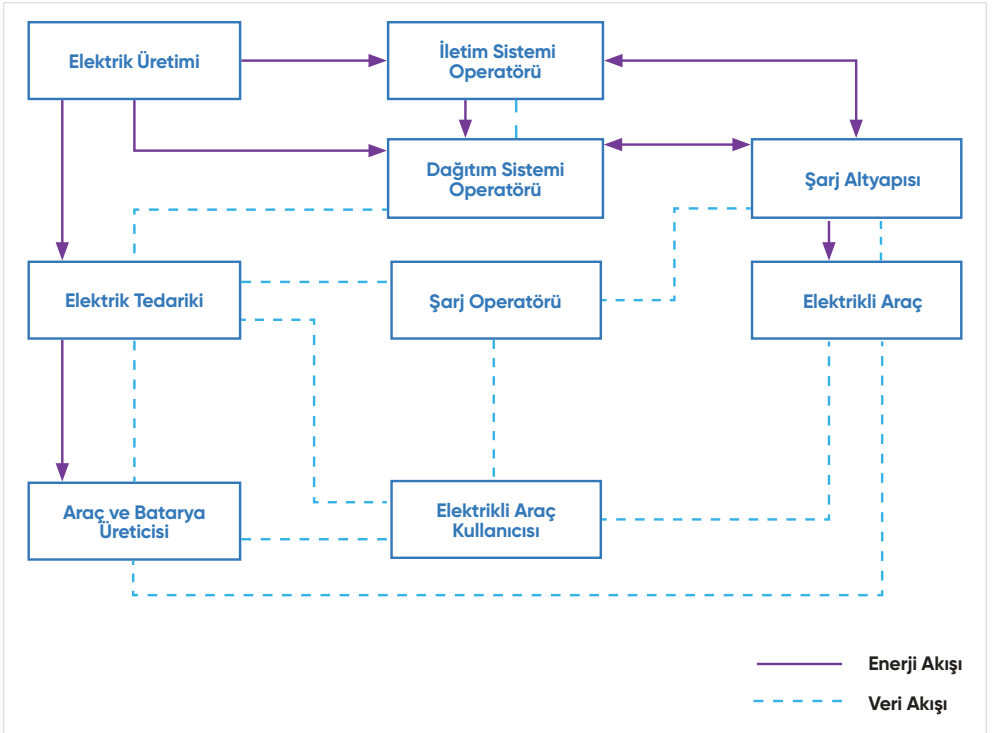 Elektrik Üretimi
İletim Sistemi
Operatörü
Dağıtım Sistemi
Operatörü
Şarj Altyapısı
Elektrik Tedariki
Şarj Operatörü
Elektrikli Araç
Araç ve Batarya
Üreticisi
Elektrikli Araç
Kullanıcısı
Enerji Akışı
Veri Akışı